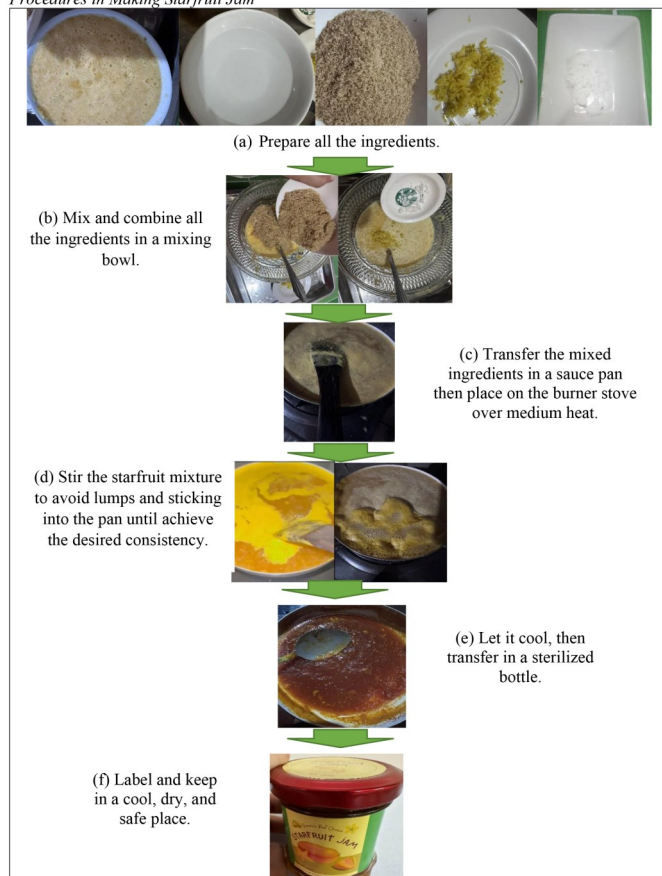 Procedures in Making Starfruit Jam
(a) Prepare all the ingredients.
(b) Mix and combine all
the ingredients in a mixing
bowl.
(c) Transfer the mixed
ingredients in a sauce pan
then place on the burner stove
over medium heat.
(d) Stir the starfruit mixture
to avoid lumps and sticking
into the pan until achieve
the desired consistency.
(e) Let it cool, then
transfer in a sterilized
bottle.
(f) Label and keep
in a cool, dry, and
safe place.
STARFRUIT JAM